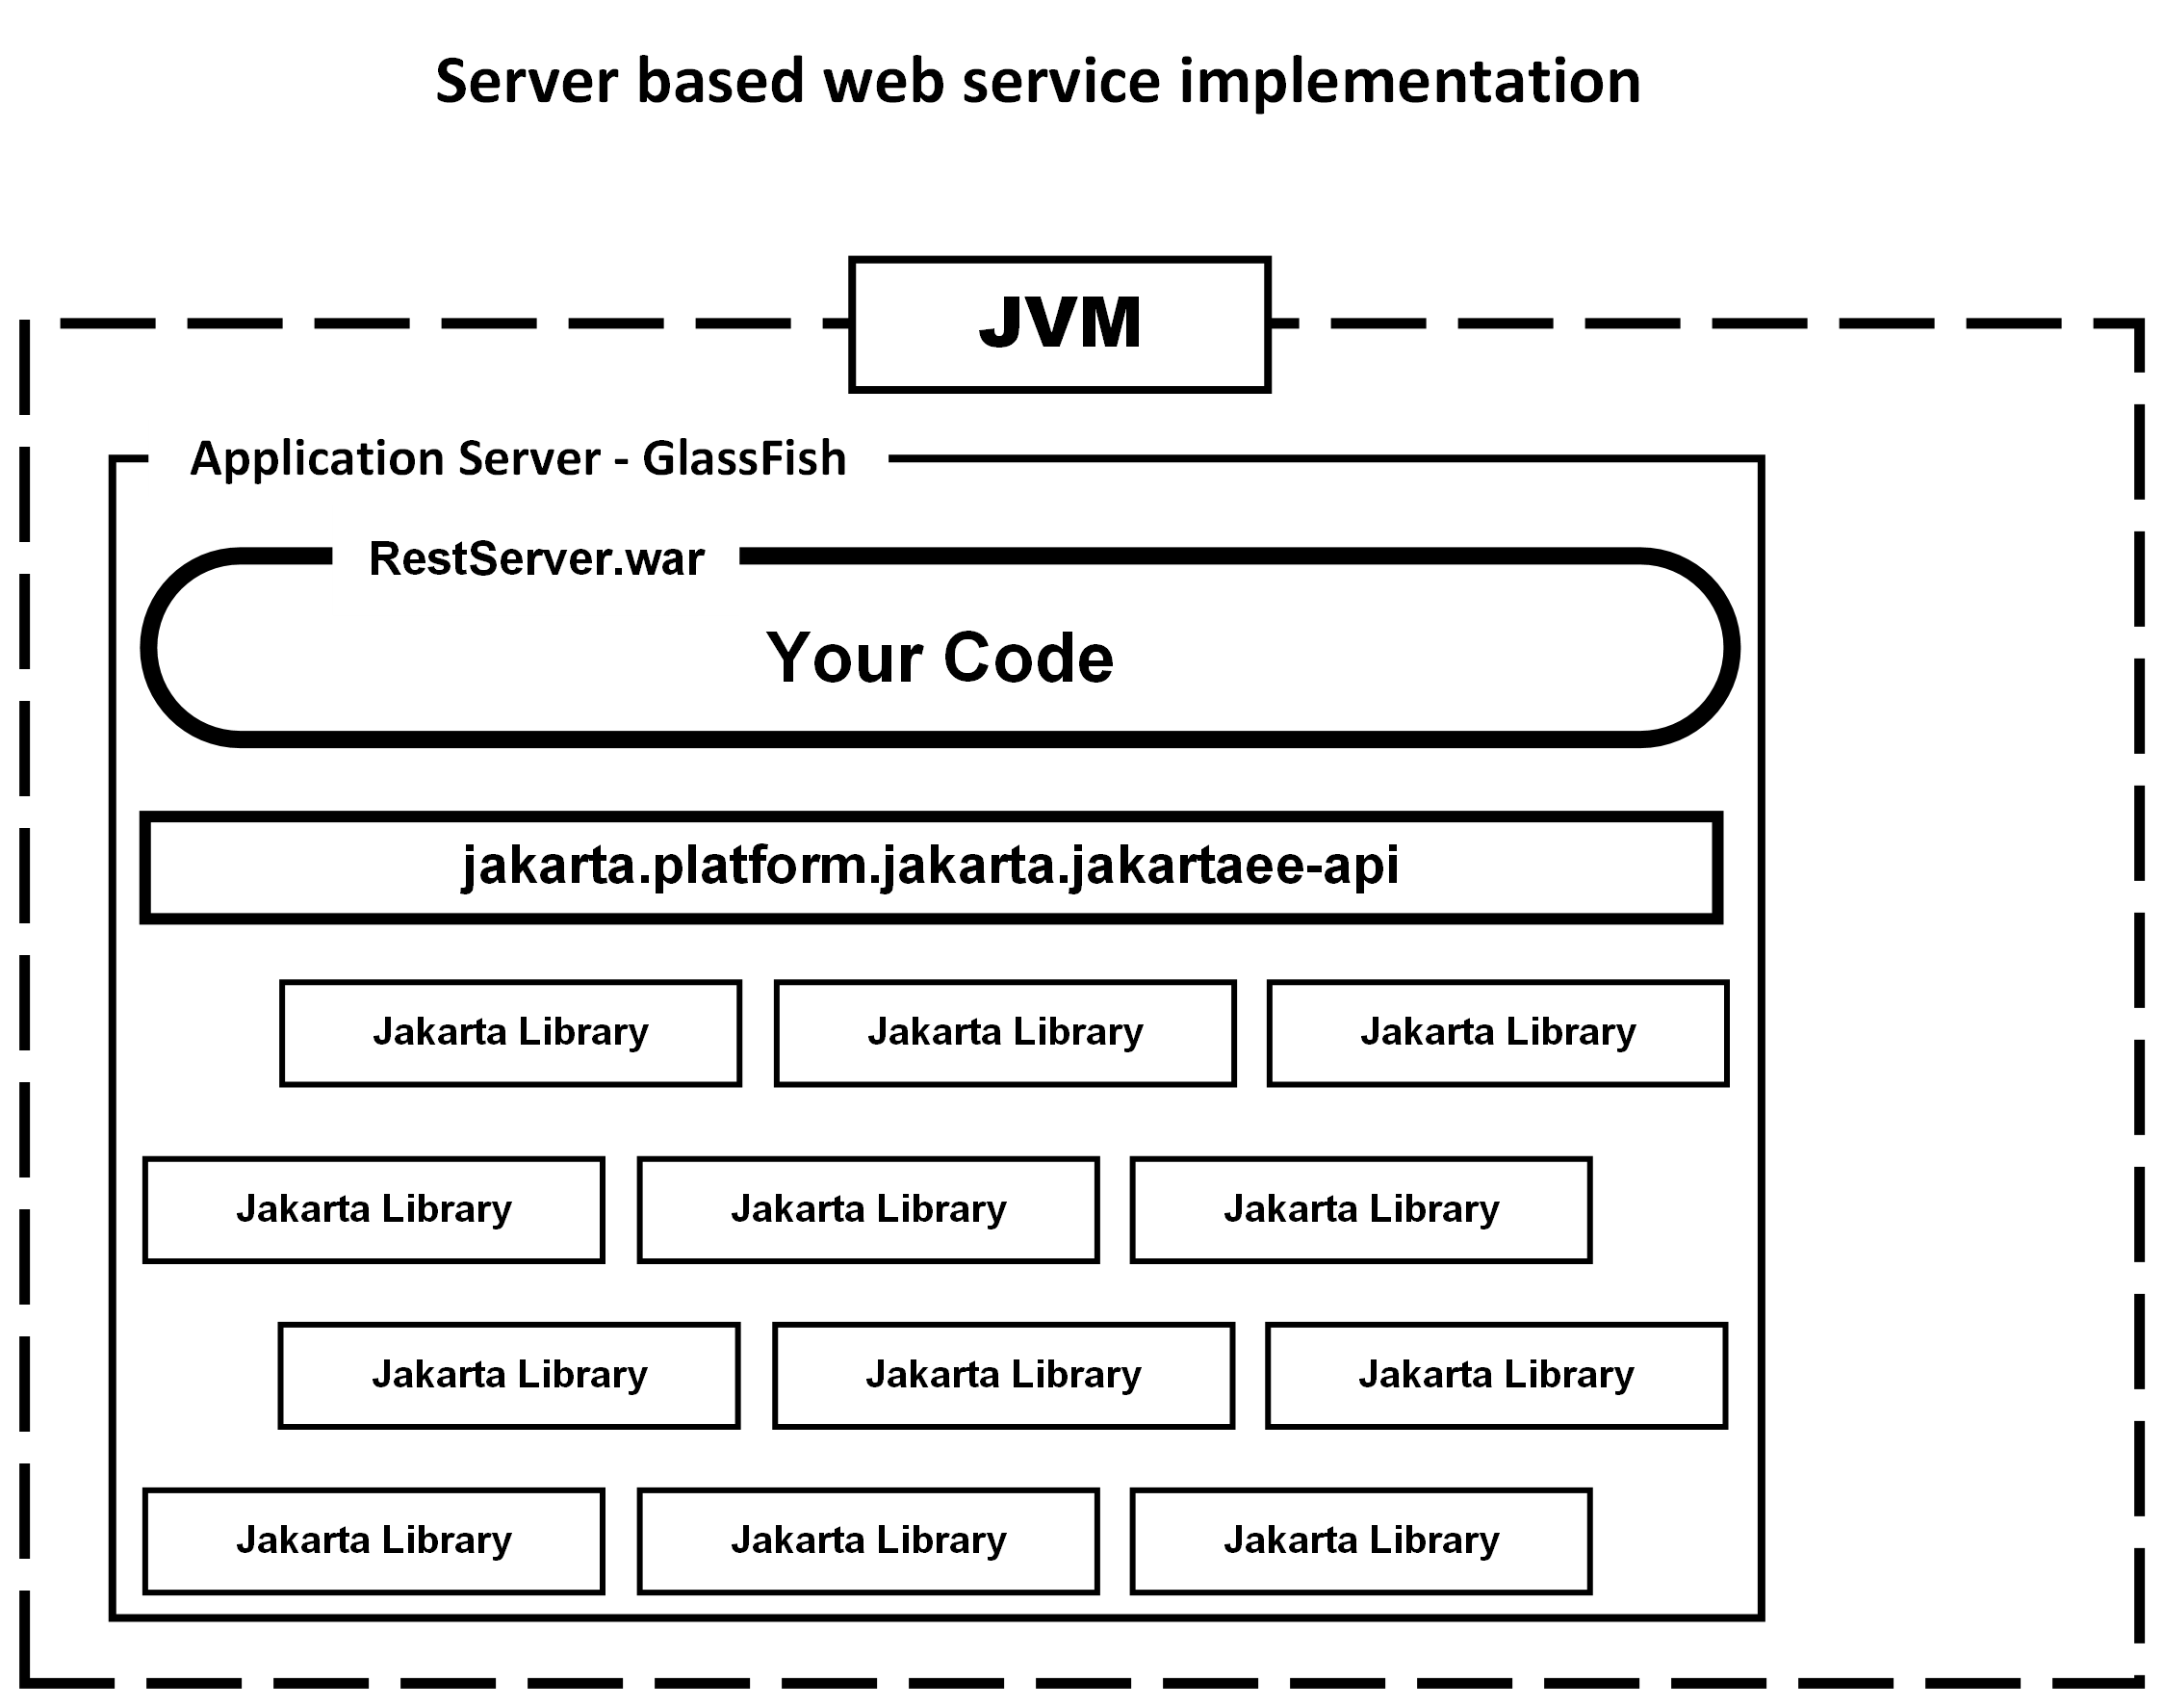 Server based web service implementation
JVM
Application Server - GlassFish
RestServer.war
Your Code
jakarta.platform.jakarta.jakartaee-api
Jakarta Library
Jakarta Library
Jakarta Library
Jakarta Library
Jakarta Library
Jakarta Library
Jakarta Library
Jakarta Library
Jakarta Library
Jakarta Library
Jakarta Library
Jakarta Library